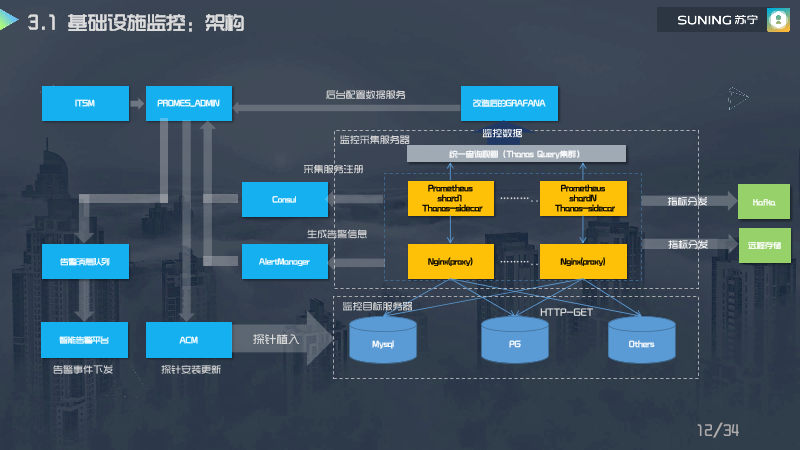 3.1 基础设施监控：架构
SUNING 苏宁
ITSM
PROMES_ADMIN
后台配置数据服务
改造后的GRAFANA
监控采集服务器
监控数据
统一查询视图（Thanos Query集群）
采集服务注册
Consul
Prometheus
shard1
Thanos-sidecar
Prometheus
shardN
Thanos-sidecar
指标分发
Kafka
生成告警信息
告警消息队列
AlertManager
Nginx(proxy)
Nginx(proxy)
指标分发
远程存储
监控目标服务器
HTTP-GET
智能告警平台
ACM
探针植入
Mysql
PG
Others
告警事件下发
探针安装更新
12/34